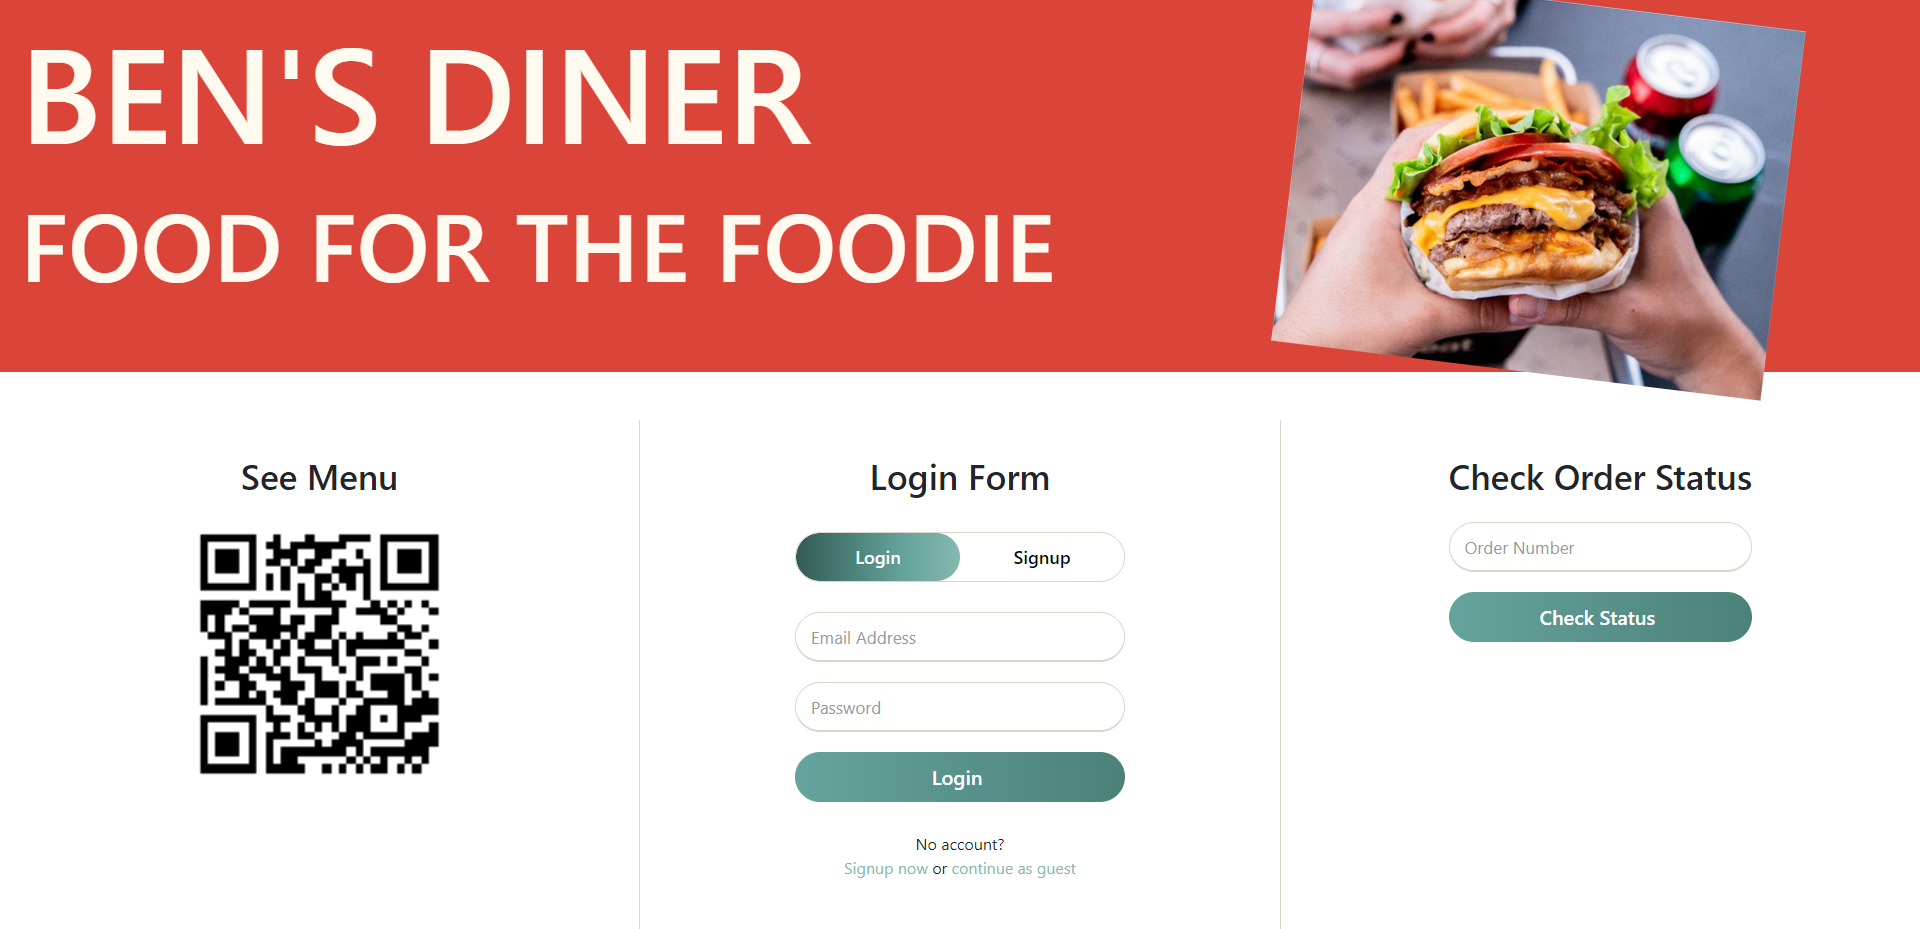 BEN'S DINER
FOOD FOR THE FOODIE
See Menu
Login Form
Login
Signup
Email Address
Password
Login
No account?
Signup now or continue as guest
Check Order Status
Order Number
Check Status